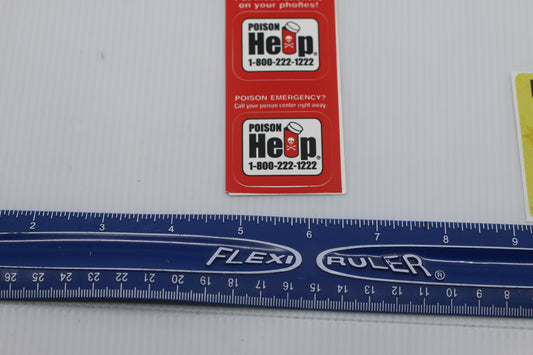 on your phones!
POISON
Help®
1-800-222-1222
POISON EMERGENCY?
Call your poison center right away.
POISON
Help®
1-800-222-1222
2 3 4 5 6 7 8 9
FLEXI RULER®
26 25 24 23 22 21 20 19 18 17 16 15 14 13 12 11 10 9 8